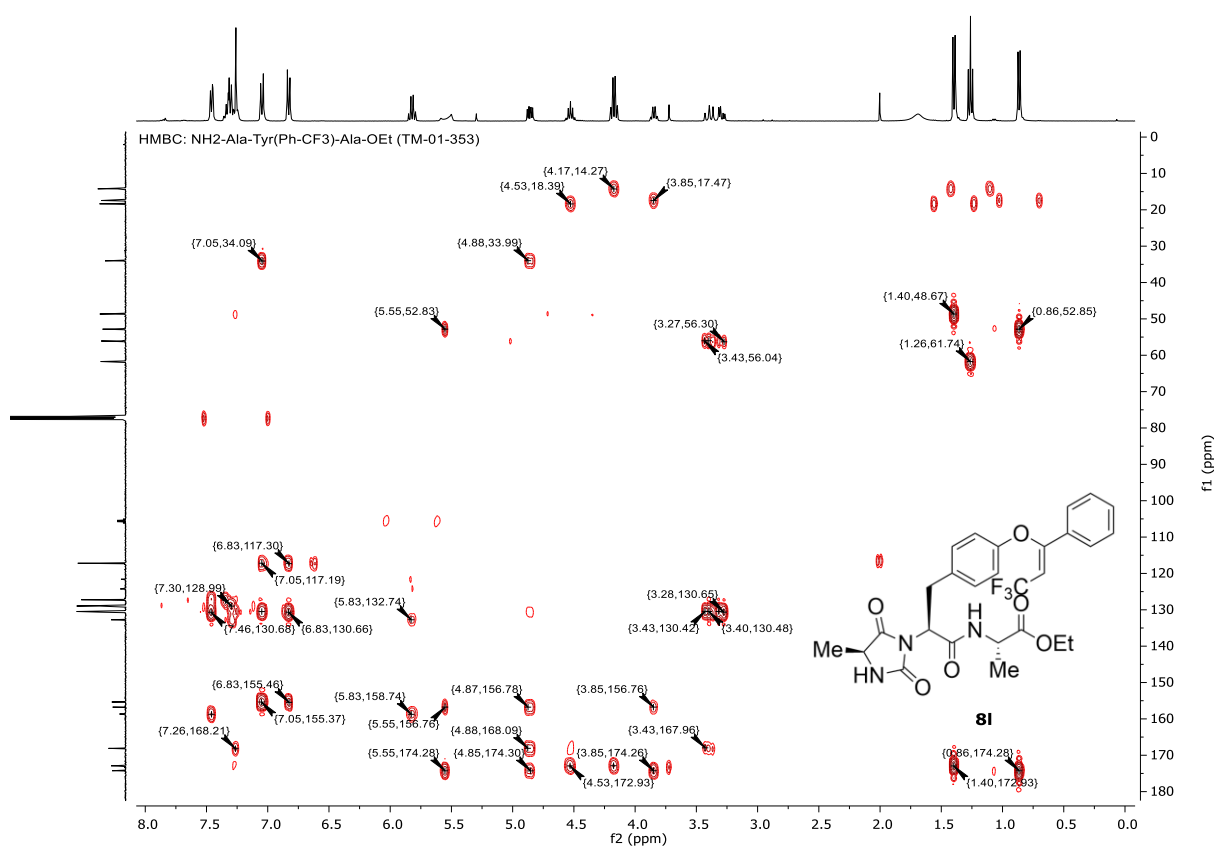 HMBC: NH2-Ala-Tyr(Ph-CF3)-Ala-OEt (TM-01-353)
{4.17,14.27}
{4.53,18.39}
{3.85,17.47}
{7.05,34.09}
{4.88,33.99}
{5.55,52.83}
{3.27,56.30}
{3.43,56.04}
{1.40,48.67}
{0.86,52.85}
{1.26,61.74}
{6.83,117.30}
{7.05,117.19}
{7.30,128.99}
{7.46,130.68}
{6.83,130.66}
{5.83,132.74}
{3.28,130.65}
{3.43,130.42}
{3.40,130.48}
{6.83,155.46}
{7.05,155.37}
{5.83,158.74}
{5.55,156.76}
{4.87,156.78}
{3.85,156.76}
{7.26,168.21}
{4.88,168.09}
{3.43,167.96}
{5.55,174.28}
{4.85,174.30}
{3.85,174.26}
{4.53,172.93}
{0.86,174.28}
{1.40,172.93}
O
F3C
O
O
N
H
N
OEt
Me
N
HN
O
O
Me
8l
0
10
20
30
40
50
60
70
80
90
100
110
120
130
140
150
160
170
180
f1 (ppm)
8.0 7.5 7.0 6.5 6.0 5.5 5.0 4.5 4.0 3.5 3.0 2.5 2.0 1.5 1.0 0.5 0.0
f2 (ppm)